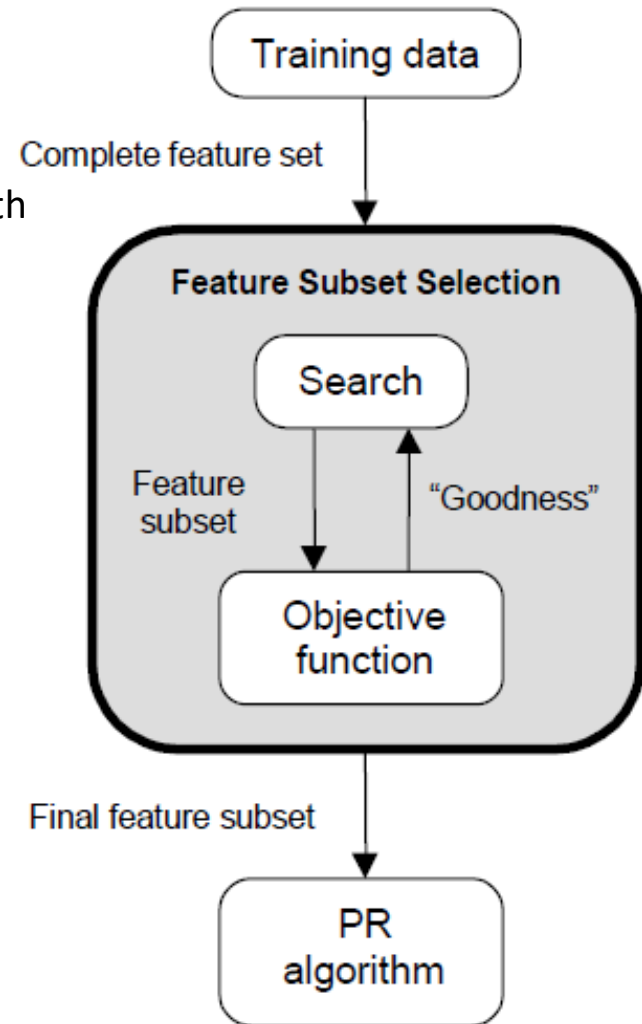 Training data
Complete feature set
th
Feature Subset Selection
Search
Feature
subset
“Goodness”
Objective
function
Final feature subset
PR
algorithm